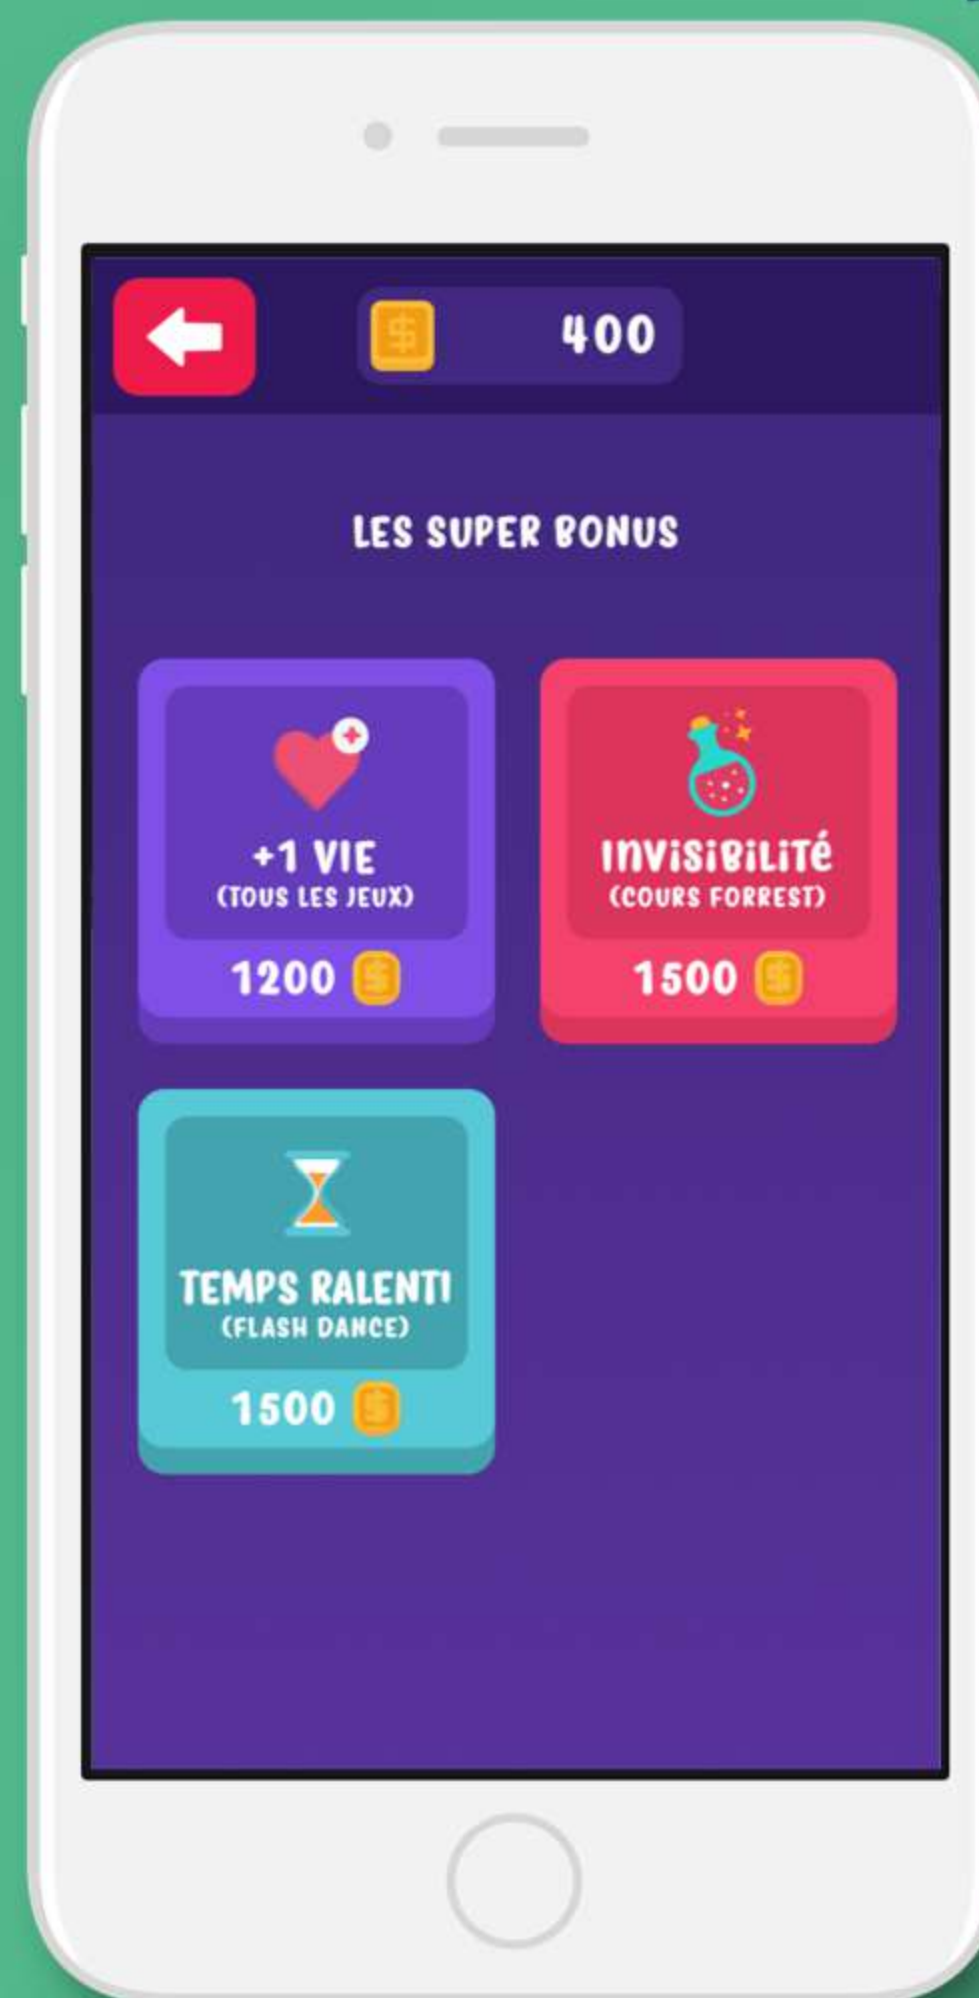 400
LES SUPER BONUS
+1 VIE
(TOUS LES JEUX)
1200
INVISIBILITÉ
(COURS FORREST)
1500
TEMPS RALENTI
(FLASH DANCE)
1500